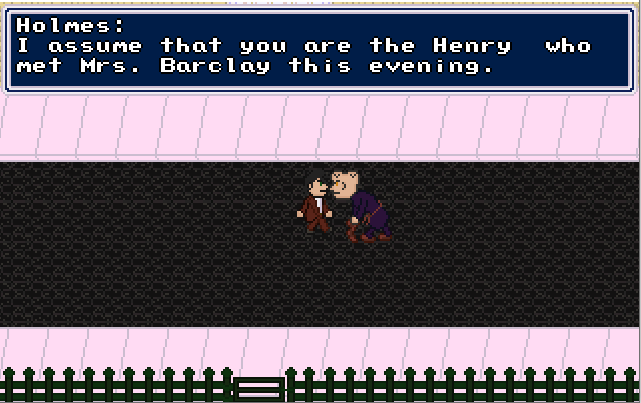 Holmes:
I assume that you are the Henry  who
met Mrs. Barclay this evening.